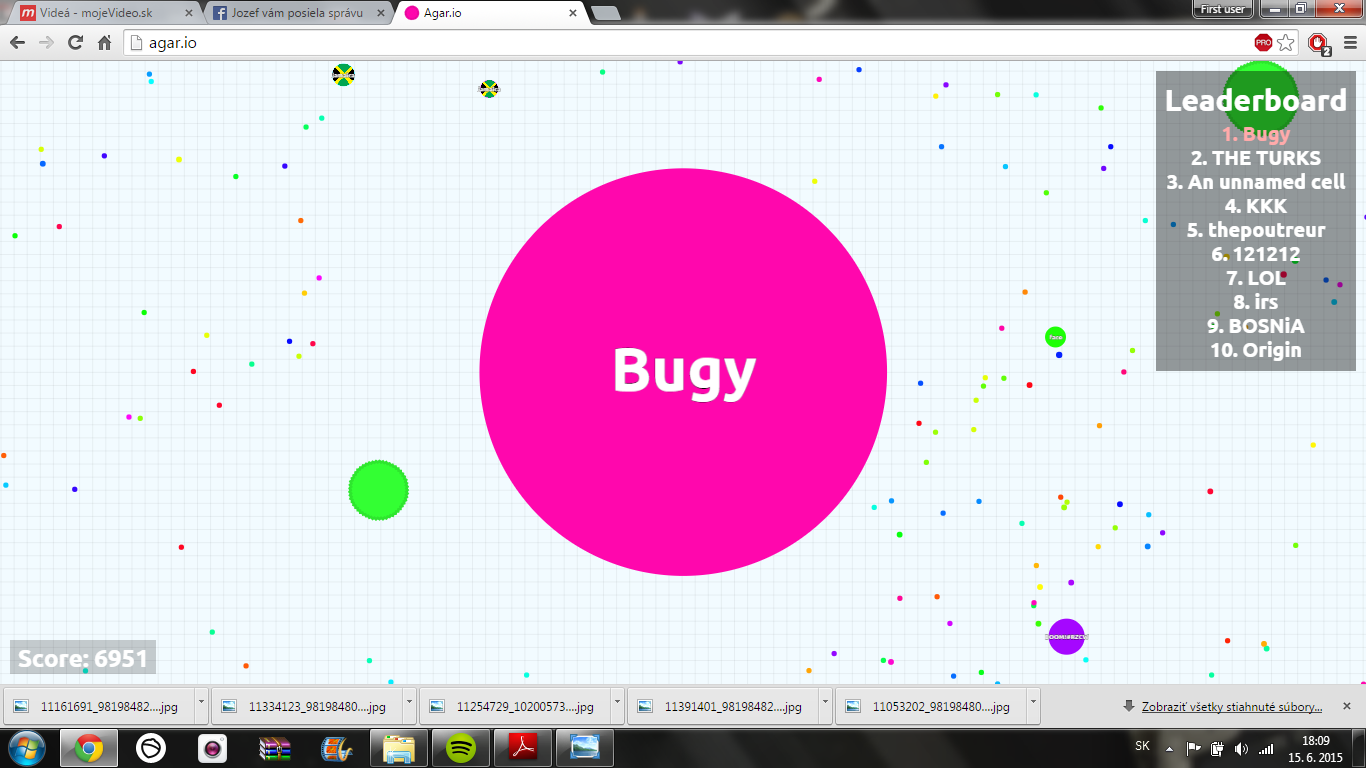 Videá - mojeVideo.sk
Jozef vám posiela správu
Agar.io
First user
agar.io
PRO
2
Leaderboard
1. Bugy
2. THE TURKS
3. An unnamed cell
4. KKK
5. thepoutreur
6. 121212
7. LOL
8. irs
9. BOSNiA
10. Origin
Bugy
face
Score: 6951
11161691_98198482....jpg
11334123_98198480....jpg
11254729_10200573....jpg
11391401_98198482....jpg
11053202_98198480....jpg
Zobraziť všetky stiahnuté súbory...
SK
18:09
15. 6. 2015